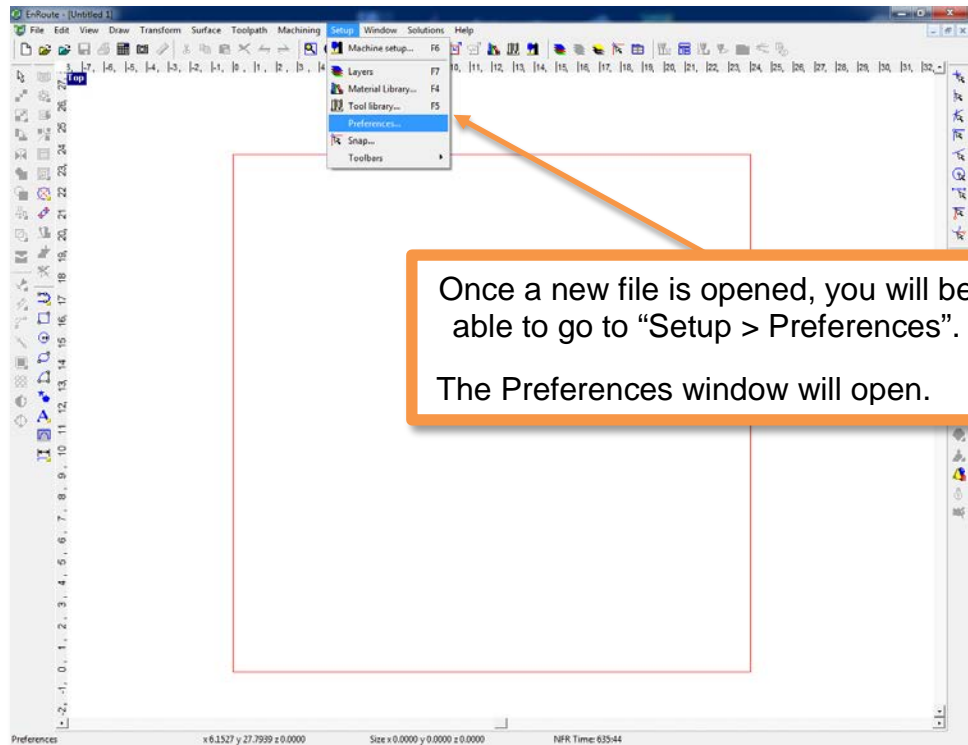 EnRoute - [Untitled 1]
File Edit View Draw Transform Surface Toolpath Machining Setup Window Solutions Help
Machine setup... F6
Layers F7
Material Library... F4
Tool library... F5
Preferences...
Snap...
Toolbars
Top
Once a new file is opened, you will be
able to go to “Setup > Preferences”.
The Preferences window will open.
Preferences x 6.1527 y 27.7939 z 0.0000 Size x 0.0000 y 0.0000 z 0.0000 NFR Time: 635:44